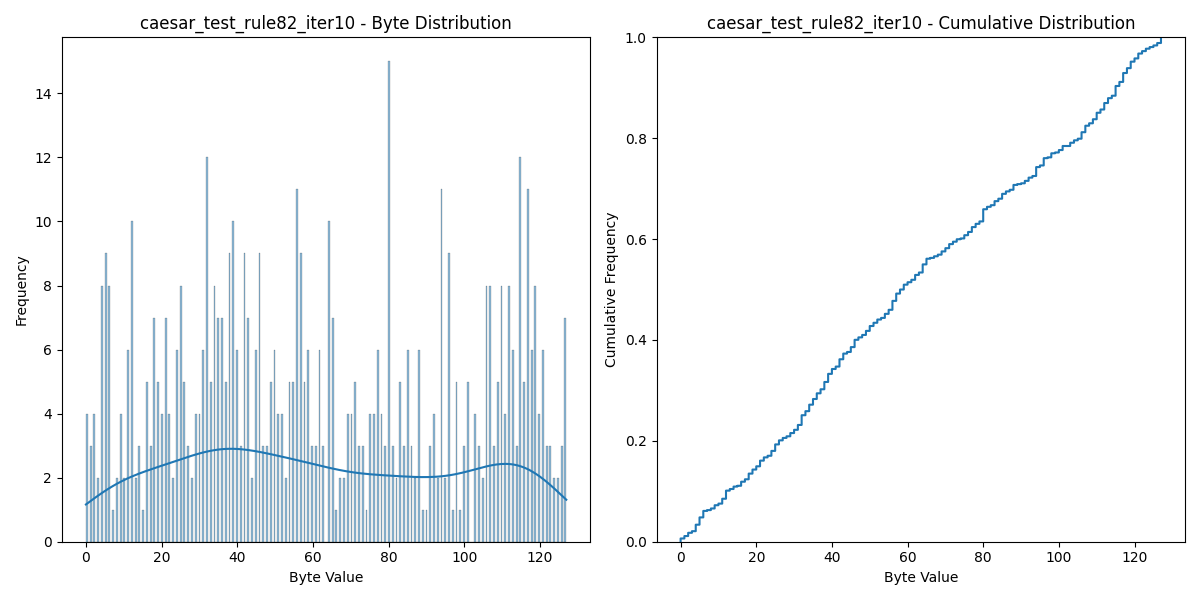 caesar_test_rule82_iter10 - Byte Distribution
Frequency
14
12
10
8
6
4
2
0
0 20 40 60 80 100 120
Byte Value
caesar_test_rule82_iter10 - Cumulative Distribution
Cumulative Frequency
1.0
0.8
0.6
0.4
0.2
0.0
0 20 40 60 80 100 120
Byte Value